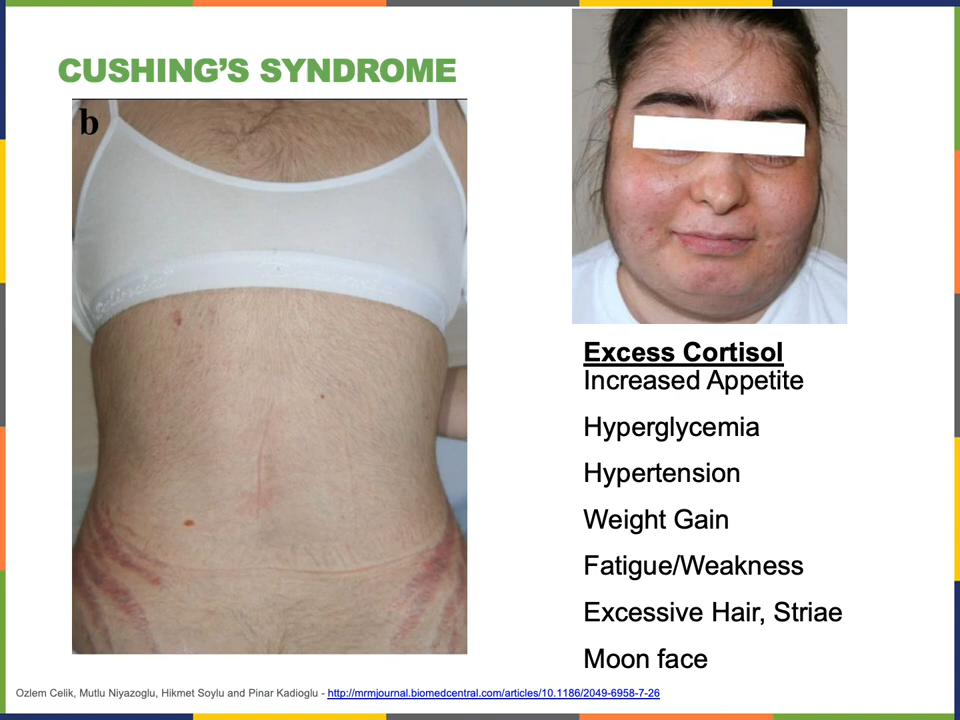 CUSHING'S SYNDROME
b
Excess Cortisol
Increased Appetite
Hyperglycemia
Hypertension
Weight Gain
Fatigue/Weakness
Excessive Hair, Striae
Moon face
Ozlem Celik, Mutlu Niyazoglu, Hikmet Soylu and Pinar Kadioglu - http://mrmjournal.biomedcentral.com/articles/10.1186/2049-6958-7-26